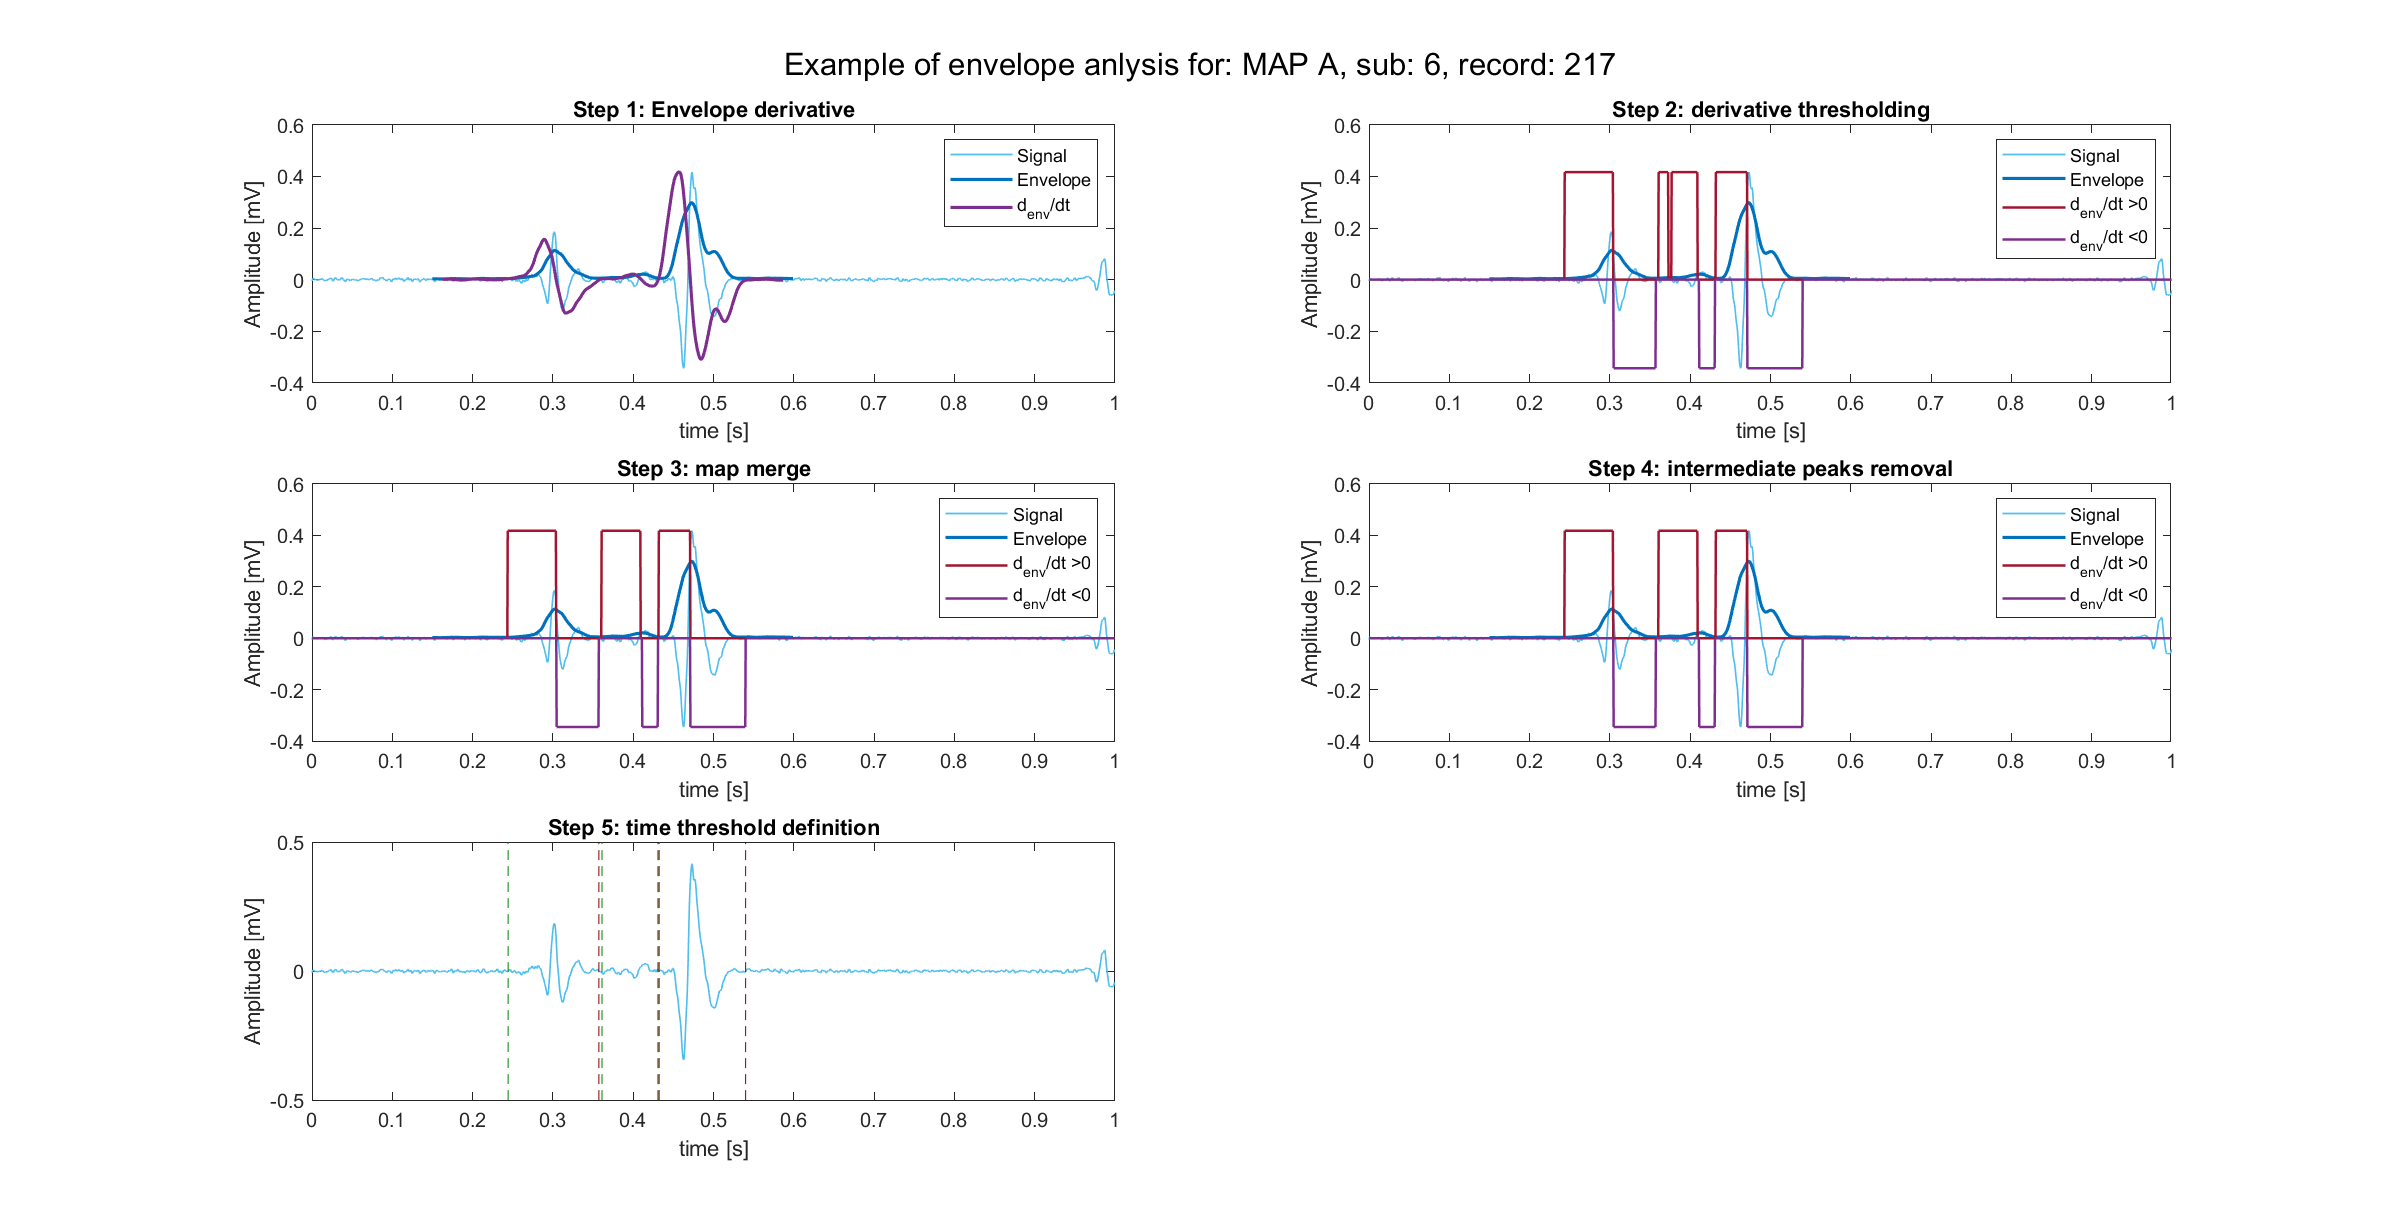 Example of envelope anlysis for: MAP A, sub: 6, record: 217
Step 1: Envelope derivative
0.6
0.4
0.2
0
-0.2
-0.4
Amplitude [mV]
Signal
Envelope
d_env/dt
0 0.1 0.2 0.3 0.4 0.5 0.6 0.7 0.8 0.9 1
time [s]
Step 2: derivative thresholding
0.6
0.4
0.2
0
-0.2
-0.4
Amplitude [mV]
Signal
Envelope
d_env/dt >0
d_env/dt <0
0 0.1 0.2 0.3 0.4 0.5 0.6 0.7 0.8 0.9 1
time [s]
Step 3: map merge
0.6
0.4
0.2
0
-0.2
-0.4
Amplitude [mV]
Signal
Envelope
d_env/dt >0
d_env/dt <0
0 0.1 0.2 0.3 0.4 0.5 0.6 0.7 0.8 0.9 1
time [s]
Step 4: intermediate peaks removal
0.6
0.4
0.2
0
-0.2
-0.4
Amplitude [mV]
Signal
Envelope
d_env/dt >0
d_env/dt <0
0 0.1 0.2 0.3 0.4 0.5 0.6 0.7 0.8 0.9 1
time [s]
Step 5: time threshold definition
0.5
0
-0.5
Amplitude [mV]
0 0.1 0.2 0.3 0.4 0.5 0.6 0.7 0.8 0.9 1
time [s]